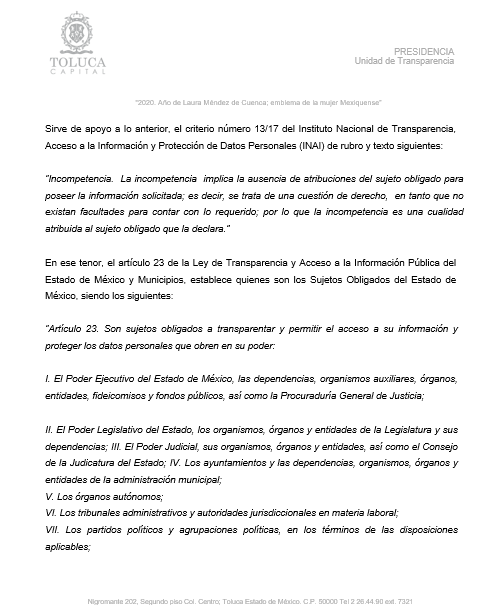 TOLUCA
CAPITAL
PRESIDENCIA
Unidad de Transparencia
"2020. Año de Laura Méndez de Cuenca; emblema de la mujer Mexiquense"
Sirve de apoyo a lo anterior, el criterio número 13/17 del Instituto Nacional de Transparencia,
Acceso a la Información y Protección de Datos Personales (INAI) de rubro y texto siguientes:
"Incompetencia. La incompetencia implica la ausencia de atribuciones del sujeto obligado para
poseer la información solicitada; es decir, se trata de una cuestión de derecho, en tanto que no
existan facultades para contar con lo requerido; por lo que la incompetencia es una cualidad
atribuida al sujeto obligado que la declara."
En ese tenor, el artículo 23 de la Ley de Transparencia y Acceso a la Información Pública del
Estado de México y Municipios, establece quienes son los Sujetos Obligados del Estado de
México, siendo los siguientes:
"Artículo 23. Son sujetos obligados a transparentar y permitir el acceso a su información y
proteger los datos personales que obren en su poder:
I. El Poder Ejecutivo del Estado de México, las dependencias, organismos auxiliares, órganos,
entidades, fideicomisos y fondos públicos, así como la Procuraduría General de Justicia;
II. El Poder Legislativo del Estado, los organismos, órganos y entidades de la Legislatura y sus
dependencias; III. El Poder Judicial, sus organismos, órganos y entidades, así como el Consejo
de la Judicatura del Estado; IV. Los ayuntamientos y las dependencias, organismos, órganos y
entidades de la administración municipal;
V. Los órganos autónomos;
VI. Los tribunales administrativos y autoridades jurisdiccionales en materia laboral;
VII. Los partidos políticos y agrupaciones políticas, en los términos de las disposiciones
aplicables;
Nigromante 202, Segundo piso Col. Centro; Toluca Estado de México. C.P. 50000 Tel 2 26 44 90 ext. 7321